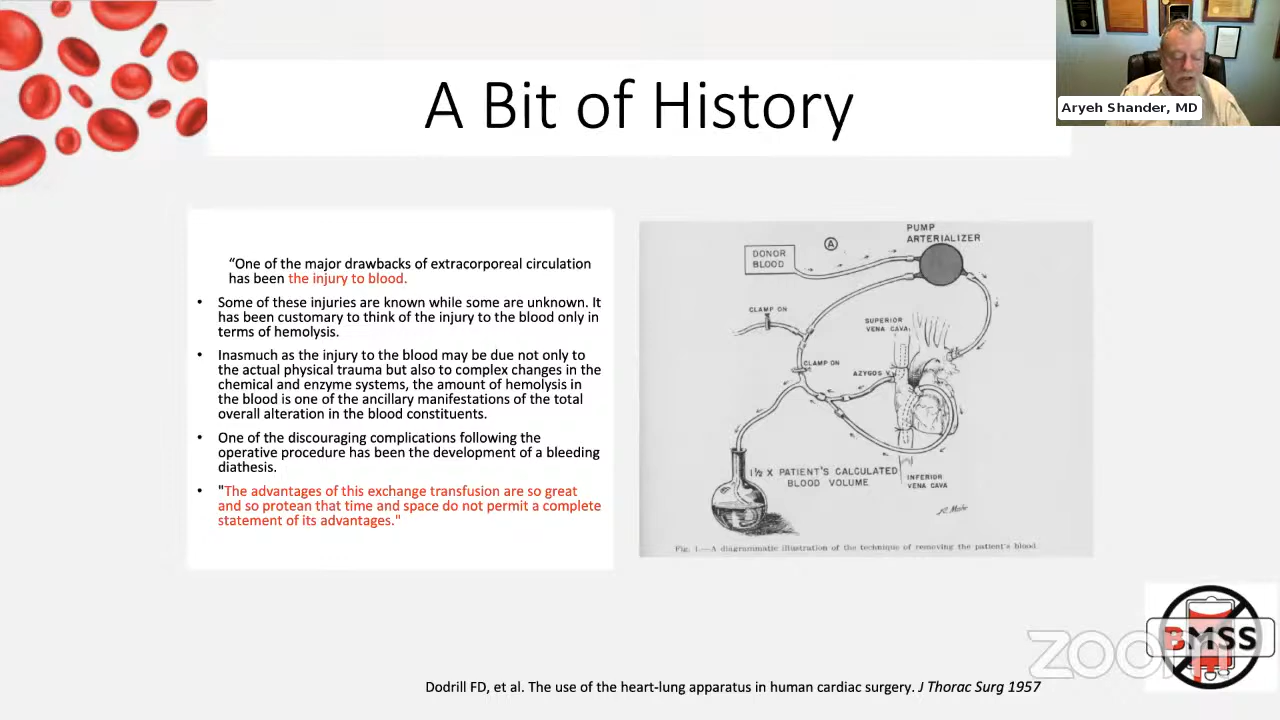 Aryeh Shander, MD
A Bit of History
“One of the major drawbacks of extracorporeal circulation
has been the injury to blood.
• Some of these injuries are known while some are unknown. It
has been customary to think of the injury to the blood only in
terms of hemolysis.
• Inasmuch as the injury to the blood may be due not only to
the actual physical trauma but also to complex changes in the
chemical and enzyme systems, the amount of hemolysis in
the blood is one of the ancillary manifestations of the total
overall alteration in the blood constituents.
• One of the discouraging complications following the
operative procedure has been the development of a bleeding
diathesis.
• "The advantages of this exchange transfusion are so great
and so protean that time and space do not permit a complete
statement of its advantages."
PUMP
ARTERIALIZER
A
DONOR
BLOOD
CLAMP ON
SUPERIOR
VENA CAVA
CLAMP ON
AZYGOS V.
1½ X PATIENT'S CALCULATED
BLOOD VOLUME
INFERIOR
VENA CAVA
Fig. 1.—A diagrammatic illustration of the technique of removing the patient's blood.
BMSS
zoom
Dodrill FD, et al. The use of the heart-lung apparatus in human cardiac surgery. J Thorac Surg 1957